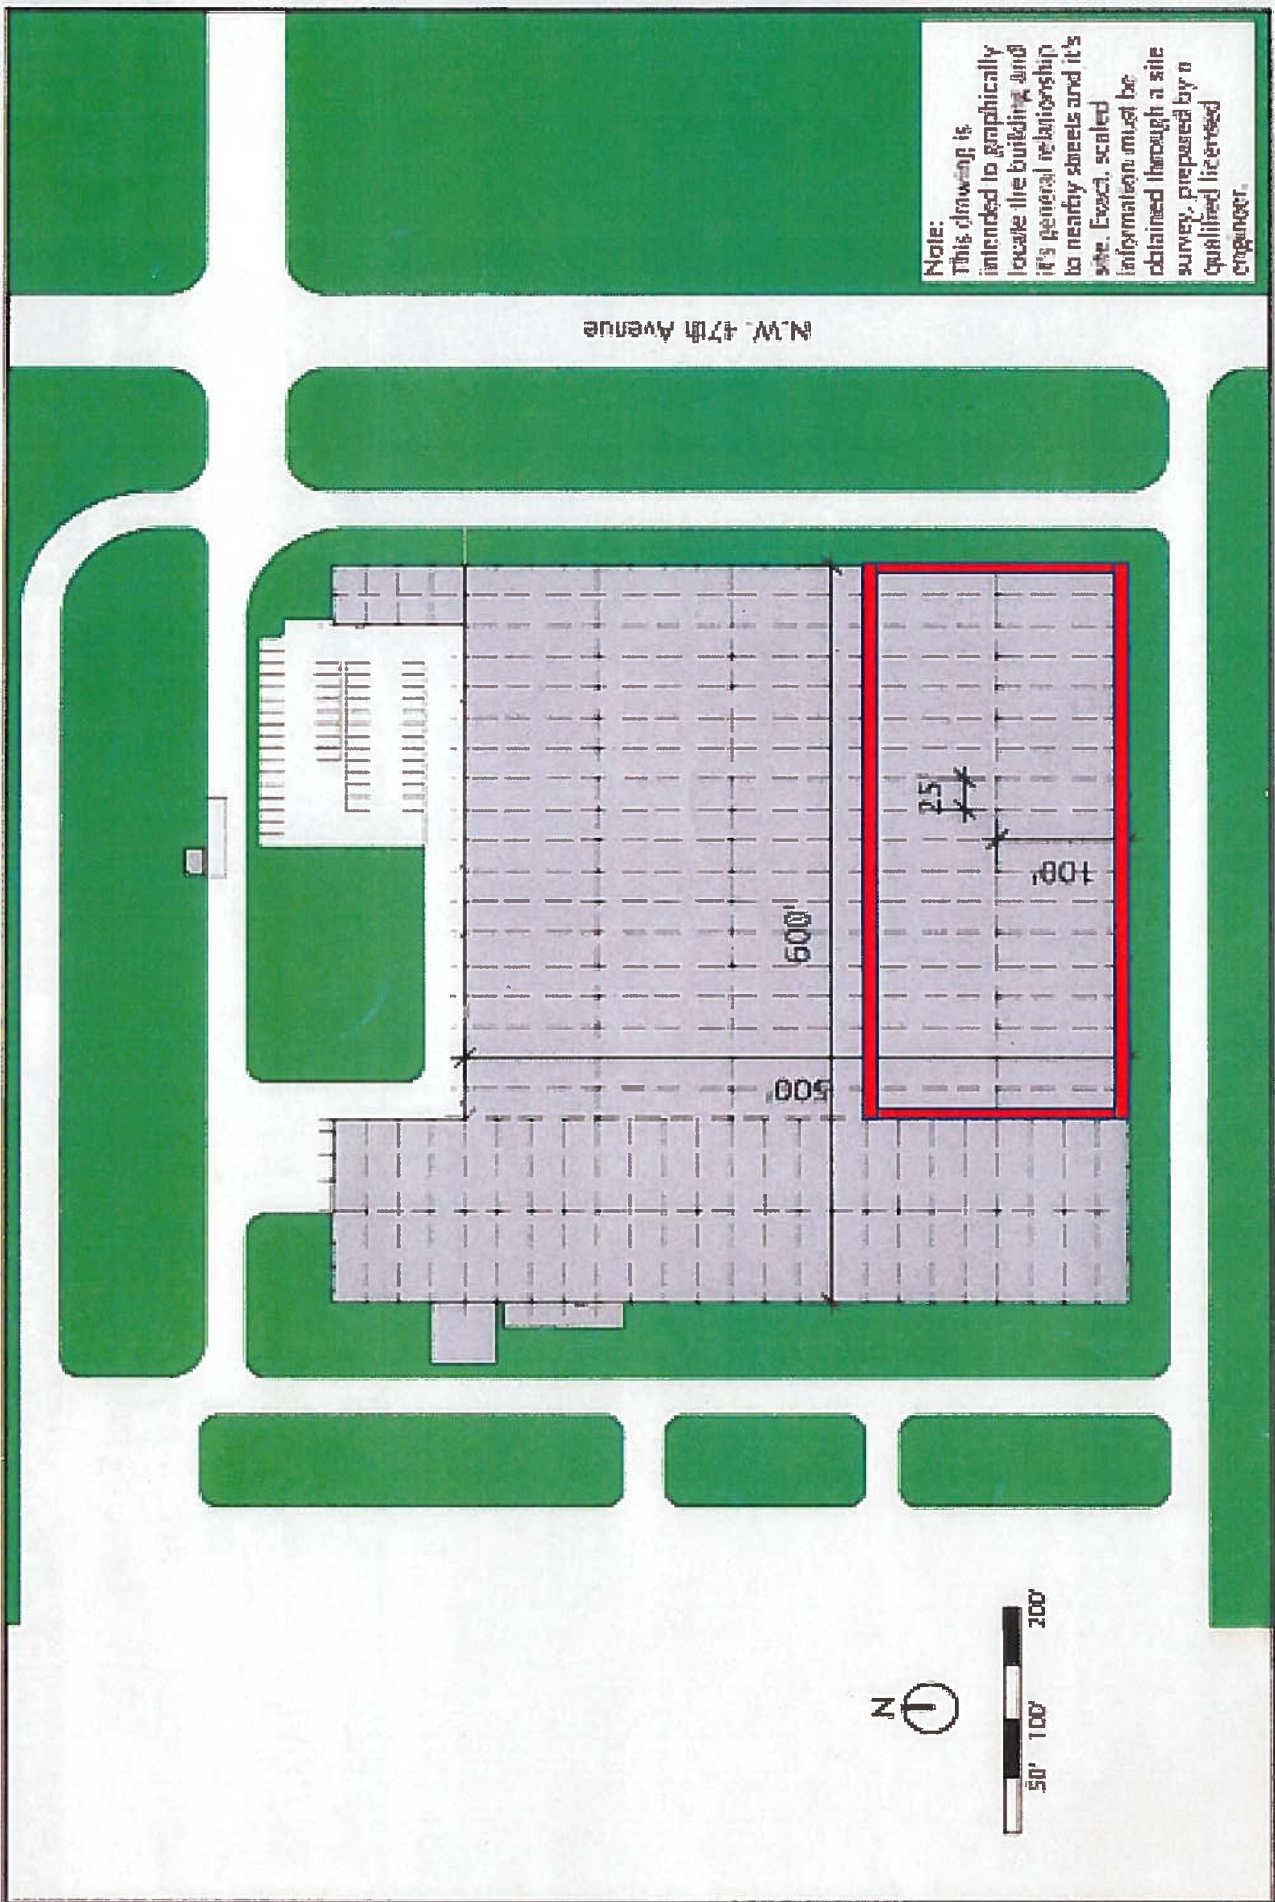 Note:
This drawing is
intended to graphically
locate the building and
it's general relationship
to nearby streets and it's
site. Exact, scaled
information must be
obtained through a site
survey, prepared by a
qualified licensed
engineer.
N.W. 47th Avenue
25'
100'
600'
500'
N
50' 100' 200'